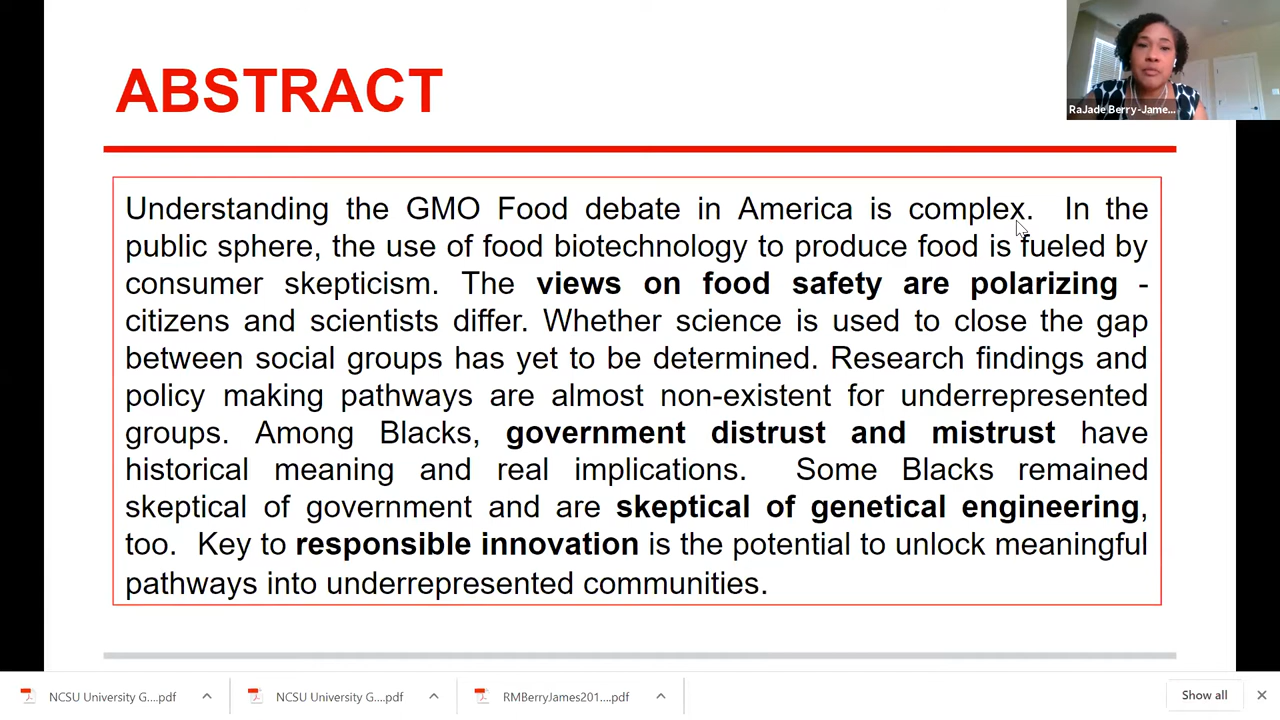 ABSTRACT
RaJade Berry-Jame...
Understanding the GMO Food debate in America is complex. In the
public sphere, the use of food biotechnology to produce food is fueled by
consumer skepticism. The views on food safety are polarizing -
citizens and scientists differ. Whether science is used to close the gap
between social groups has yet to be determined. Research findings and
policy making pathways are almost non-existent for underrepresented
groups. Among Blacks, government distrust and mistrust have
historical meaning and real implications. Some Blacks remained
skeptical of government and are skeptical of genetical engineering,
too. Key to responsible innovation is the potential to unlock meaningful
pathways into underrepresented communities.
NCSU University G....pdf
NCSU University G....pdf
RMBerryJames201....pdf
Show all